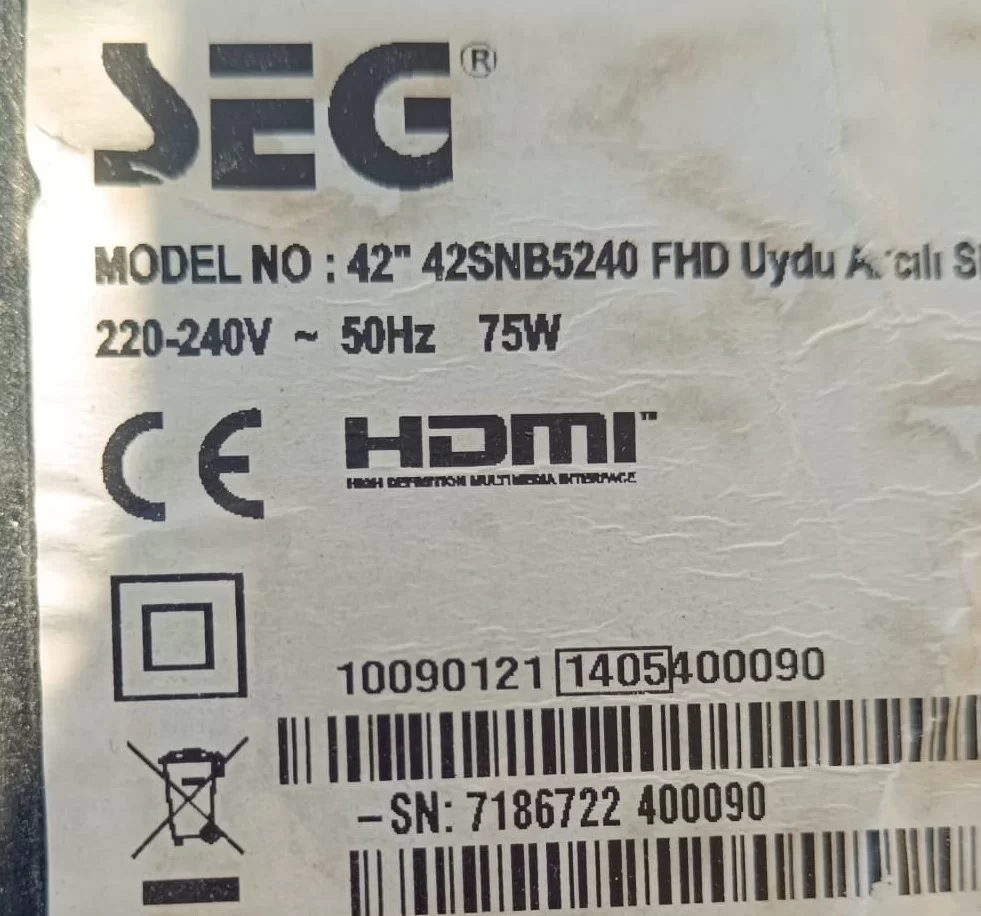 SEG®
MODEL NO : 42" 42SNB5240 FHD Uydu
220-240V ~ 50Hz 75W
CE
HDMI™
HIGH DEFINITION MULTIMEDIA INTERFACE
10090121 1405400090
-SN: 7186722 400090